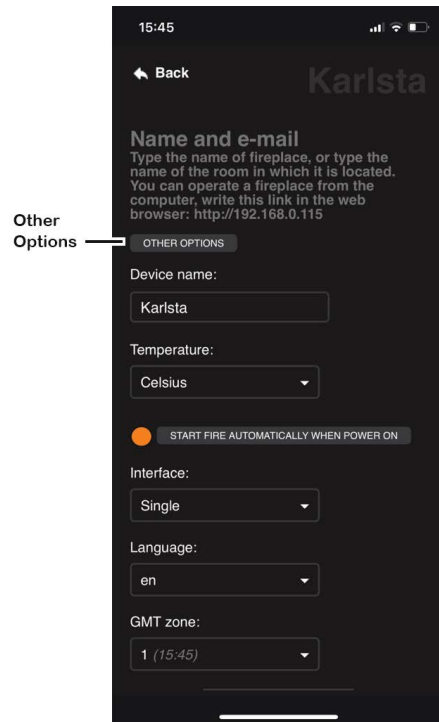 15:45
Back
Karlsta
Name and e-mail
Type the name of fireplace, or type the
name of the room in which it is located.
You can operate a fireplace from the
computer, write this link in the web
browser: http://192.168.0.115
Other
Options
OTHER OPTIONS
Device name:
Karlsta
Temperature:
Celsius
START FIRE AUTOMATICALLY WHEN POWER ON
Interface:
Single
Language:
en
GMT zone:
1 (15:45)